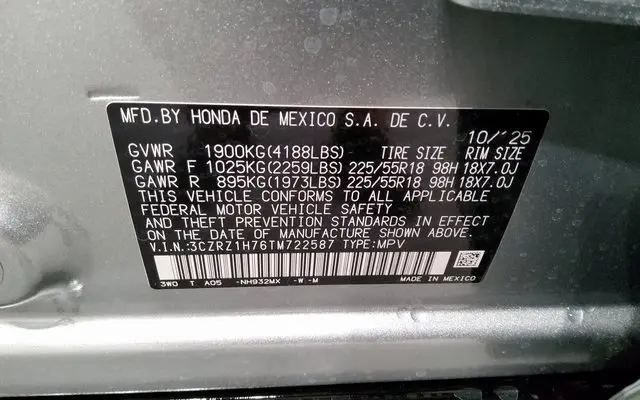 MFD.BY HONDA DE MEXICO S.A. DE C.V.
10/'25
GVWR 1900KG(4188LBS) TIRE SIZE RIM SIZE
GAWR F 1025KG(2259LBS) 225/55R18 98H 18X7.0J
GAWR R 895KG(1973LBS) 225/55R18 98H 18X7.0J
THIS VEHICLE CONFORMS TO ALL APPLICABLE
FEDERAL MOTOR VEHICLE SAFETY
AND THEFT PREVENTION STANDARDS IN EFFECT
ON THE DATE OF MANUFACTURE SHOWN ABOVE.
V.I.N.:3CZRZ1H76TM722587 TYPE:MPV
3W0 T A05 -NH932MX -W -M MADE IN MEXICO